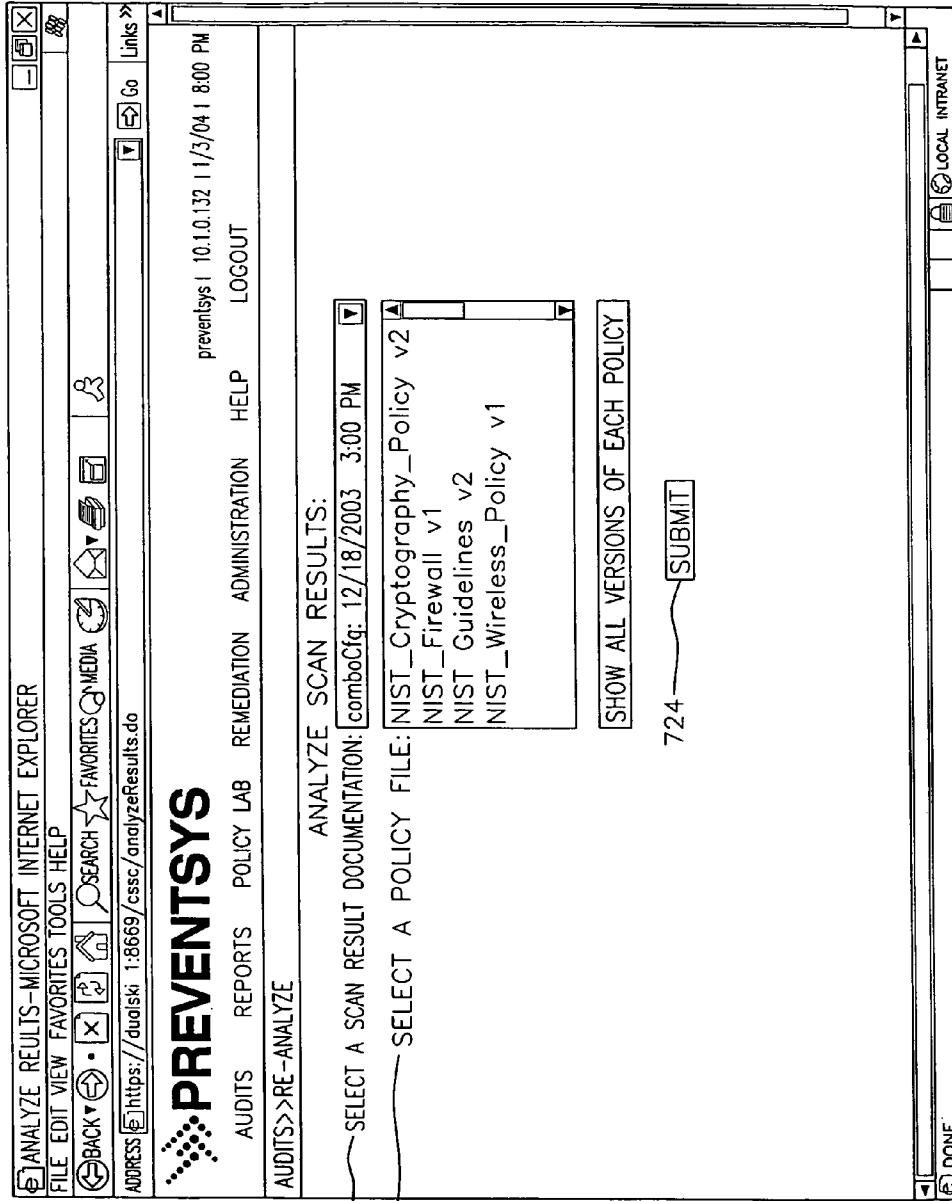 ANALYZE REULTS-MICROSOFT INTERNET EXPLORER
FILE EDIT VIEW FAVORITES TOOLS HELP
BACK SEARCH FAVORITES MEDIA
ADDRESS https://dualski 1:8669/cssc/analyzeResults.do Go Links »
PREVENTSYS
preventsys | 10.1.0.132 | 1/3/04 | 8:00 PM
AUDITS REPORTS POLICY LAB REMEDIATION ADMINISTRATION HELP LOGOUT
AUDITS>>RE-ANALYZE
ANALYZE SCAN RESULTS:
SELECT A SCAN RESULT DOCUMENTATION: comboCfg: 12/18/2003 3:00 PM
SELECT A POLICY FILE: NIST_Cryptography_Policy v2
NIST_Firewall v1
NIST Guidelines v2
NIST_Wireless_Policy v1
SHOW ALL VERSIONS OF EACH POLICY
724 SUBMIT
DONE LOCAL INTRANET